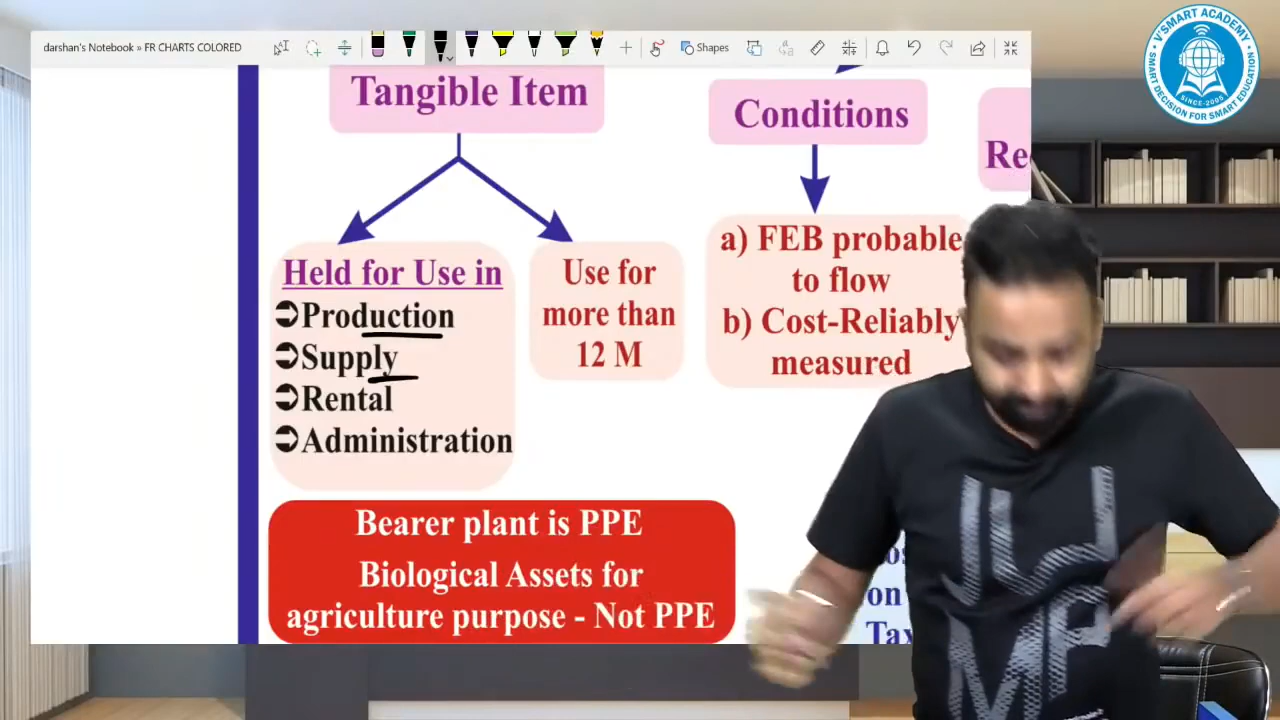 darshan's Notebook » FR CHARTS COLORED
Shapes
V'SMART ACADEMY
SINCE-2005
SMART DECISION FOR SMART EDUCATION
Tangible Item
Conditions
Re
Held for Use in
➲Production
➲Supply
➲Rental
➲Administration
Use for
more than
12 M
a) FEB probable
to flow
b) Cost-Reliably
measured
Bearer plant is PPE
Biological Assets for
agriculture purpose - Not PPE
on
Tax